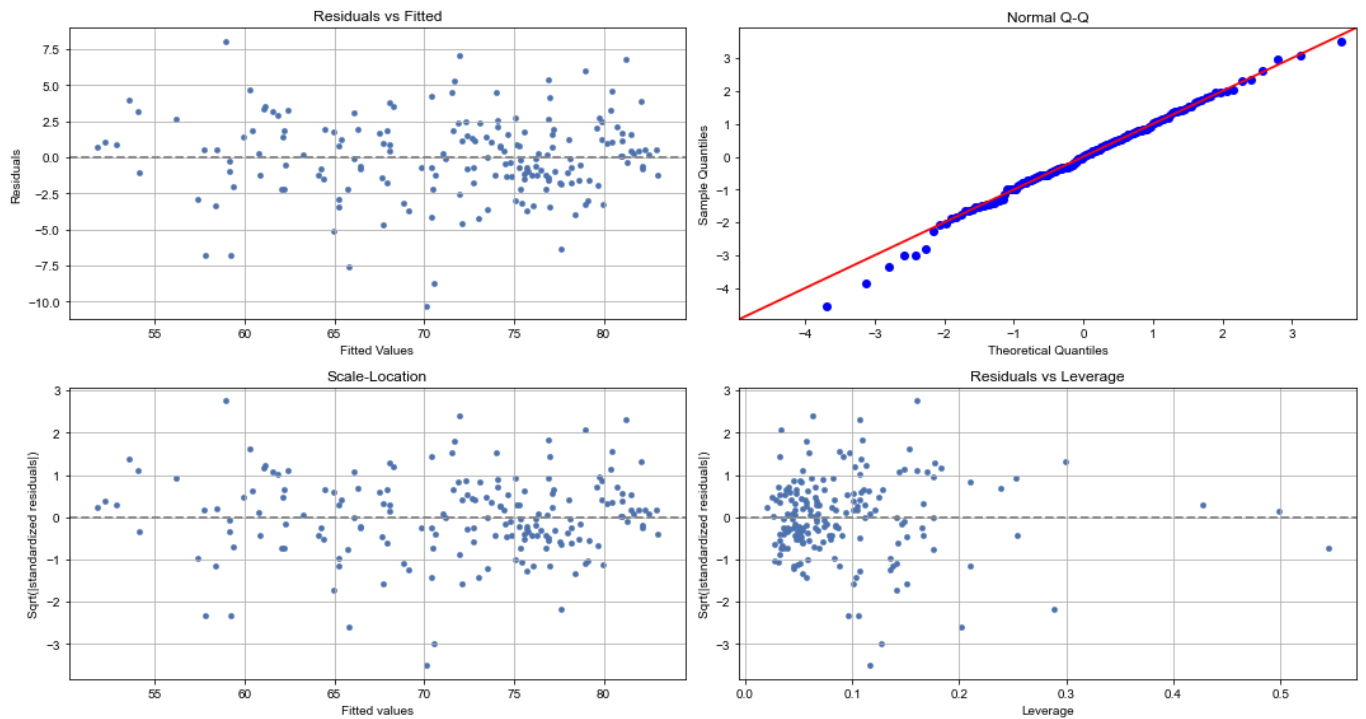 Residuals vs Fitted
Residuals
7.5
5.0
2.5
0.0
−2.5
−5.0
−7.5
−10.0
55 60 65 70 75 80
Fitted Values
Normal Q-Q
Sample Quantiles
3
2
1
0
−1
−2
−3
−4
−4 −3 −2 −1 0 1 2 3
Theoretical Quantiles
Scale-Location
Sqrt(|standardized residuals|)
3
2
1
0
−1
−2
−3
55 60 65 70 75 80
Fitted values
Residuals vs Leverage
Sqrt(|standardized residuals|)
3
2
1
0
−1
−2
−3
0.0 0.1 0.2 0.3 0.4 0.5
Leverage